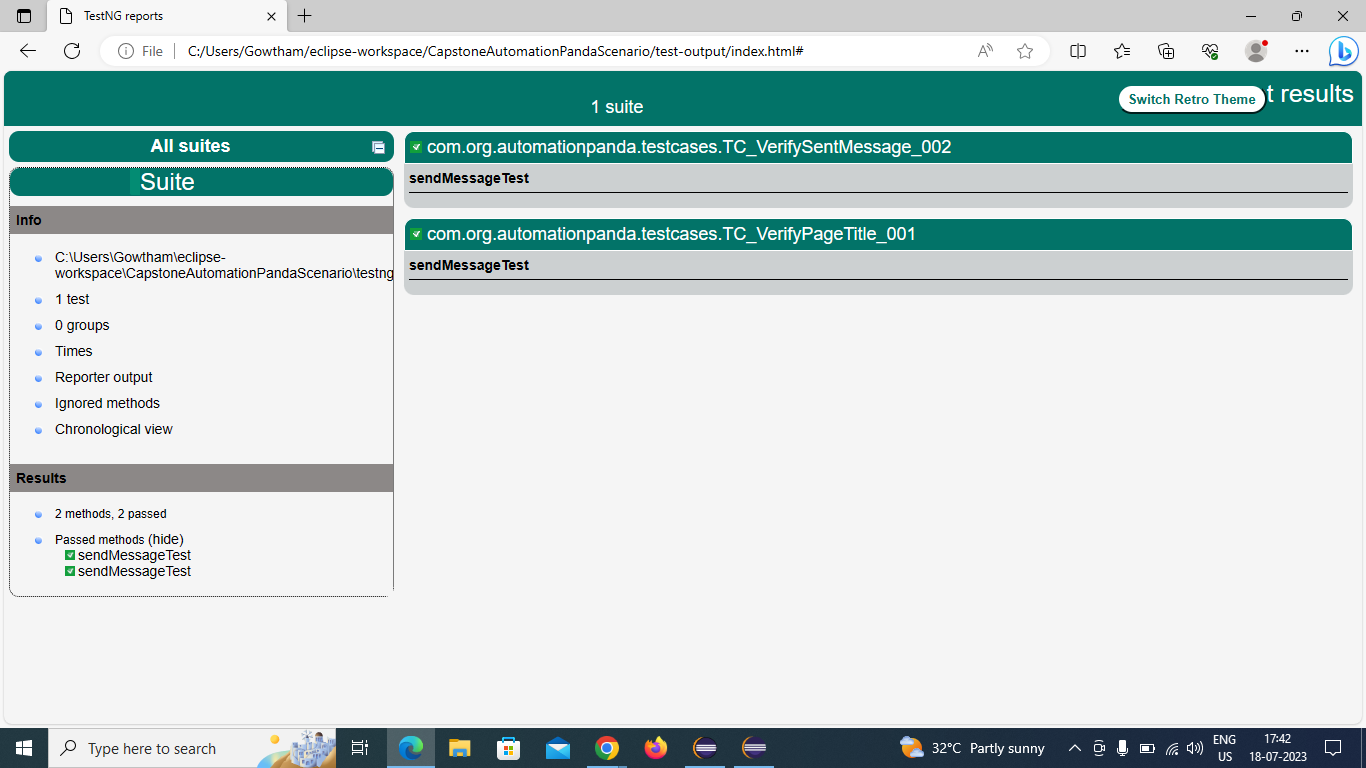 TestNG reports
File
C:/Users/Gowtham/eclipse-workspace/CapstoneAutomationPandaScenario/test-output/index.html#
1 suite
Switch Retro Theme
t results
All suites
Suite
Info
C:\Users\Gowtham\eclipse-
workspace\CapstoneAutomationPandaScenario\testng
1 test
0 groups
Times
Reporter output
Ignored methods
Chronological view
Results
2 methods, 2 passed
Passed methods (hide)
sendMessageTest
sendMessageTest
com.org.automationpanda.testcases.TC_VerifySentMessage_002
sendMessageTest
com.org.automationpanda.testcases.TC_VerifyPageTitle_001
sendMessageTest
Type here to search
32°C Partly sunny
ENG
US
17:42
18-07-2023